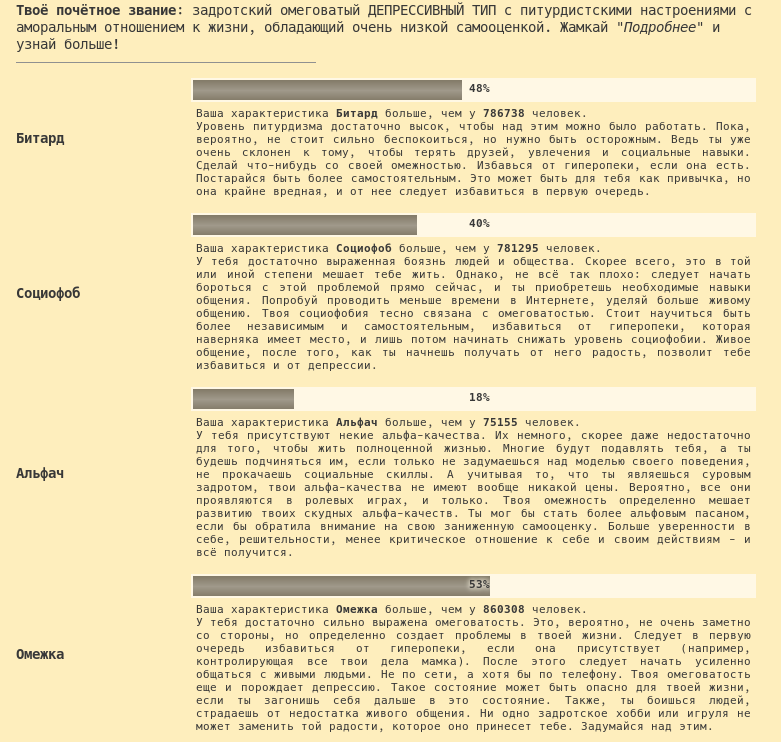 Твоё почётное звание: задротский омеговатый ДЕПРЕССИВНЫЙ ТИП с питурдистскими настроениями с
аморальным отношением к жизни, обладающий очень низкой самооценкой. Жамкай "Подробнее" и
узнай больше!
48%
Битард
Ваша характеристика Битард больше, чем у 786738 человек.
Уровень питурдизма достаточно высок, чтобы над этим можно было работать. Пока,
вероятно, не стоит сильно беспокоиться, но нужно быть осторожным. Ведь ты уже
очень склонен к тому, чтобы терять друзей, увлечения и социальные навыки.
Сделай что-нибудь со своей омежностью. Избавься от гиперопеки, если она есть.
Постарайся быть более самостоятельным. Это может быть для тебя как привычка, но
она крайне вредная, и от нее следует избавиться в первую очередь.
40%
Социофоб
Ваша характеристика Социофоб больше, чем у 781295 человек.
У тебя достаточно выраженная боязнь людей и общества. Скорее всего, это в той
или иной степени мешает тебе жить. Однако, не всё так плохо: следует начать
бороться с этой проблемой прямо сейчас, и ты приобретешь необходимые навыки
общения. Попробуй проводить меньше времени в Интернете, уделяй больше живому
общению. Твоя социофобия тесно связана с омеговатостью. Стоит научиться быть
более независимым и самостоятельным, избавиться от гиперопеки, которая
наверняка имеет место, и лишь потом начинать снижать уровень социофобии. Живое
общение, после того, как ты начнешь получать от него радость, позволит тебе
избавиться и от депрессии.
18%
Альфач
Ваша характеристика Альфач больше, чем у 75155 человек.
У тебя присутствуют некие альфа-качества. Их немного, скорее даже недостаточно
для того, чтобы жить полноценной жизнью. Многие будут подавлять тебя, а ты
будешь подчиняться им, если только не задумаешься над моделью своего поведения,
не прокачаешь социальные скиллы. А учитывая то, что ты являешься суровым
задротом, твои альфа-качества не имеют вообще никакой цены. Вероятно, все они
проявляются в ролевых играх, и только. Твоя омежность определенно мешает
развитию твоих скудных альфа-качеств. Ты мог бы стать более альфовым пасаном,
если бы обратила внимание на свою заниженную самооценку. Больше уверенности в
себе, решительности, менее критическое отношение к себе и своим действиям - и
всё получится.
53%
Омежка
Ваша характеристика Омежка больше, чем у 860308 человек.
У тебя достаточно сильно выражена омеговатость. Это, вероятно, не очень заметно
со стороны, но определенно создает проблемы в твоей жизни. Следует в первую
очередь избавиться от гиперопеки, если она присутствует (например,
контролирующая все твои дела мамка). После этого следует начать усиленно
общаться с живыми людьми. Не по сети, а хотя бы по телефону. Твоя омеговатость
еще и порождает депрессию. Такое состояние может быть опасно для твоей жизни,
если ты загонишь себя дальше в это состояние. Также, ты боишься людей,
страдаешь от недостатка живого общения. Ни одно задротское хобби или игруля не
может заменить той радости, которое оно принесет тебе. Задумайся над этим.